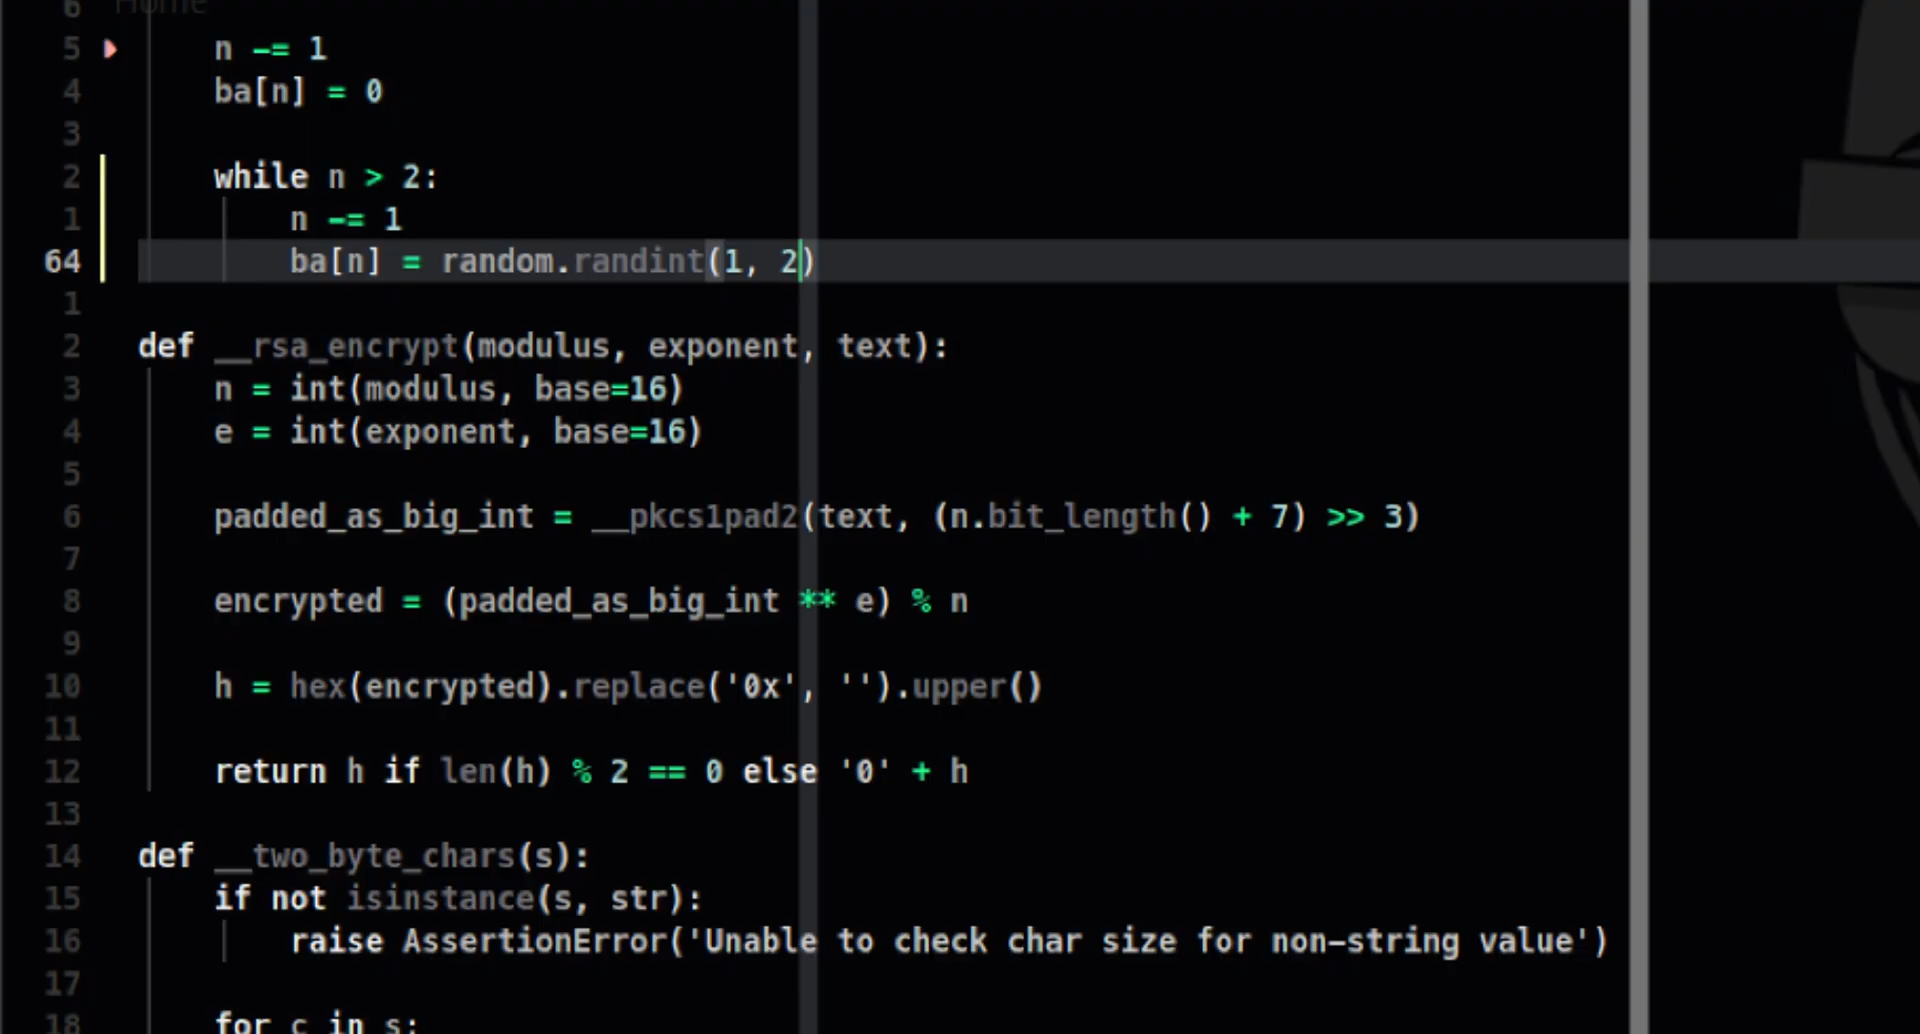 6 Home
5 n -= 1
4 ba[n] = 0
3
2 while n > 2:
1 n -= 1
64 ba[n] = random.randint(1, 2)
1
2 def __rsa_encrypt(modulus, exponent, text):
3 n = int(modulus, base=16)
4 e = int(exponent, base=16)
5
6 padded_as_big_int = __pkcs1pad2(text, (n.bit_length() + 7) >> 3)
7
8 encrypted = (padded_as_big_int ** e) % n
9
10 h = hex(encrypted).replace('0x', '').upper()
11
12 return h if len(h) % 2 == 0 else '0' + h
13
14 def __two_byte_chars(s):
15 if not isinstance(s, str):
16 raise AssertionError('Unable to check char size for non-string value')
17
18 for c in s: